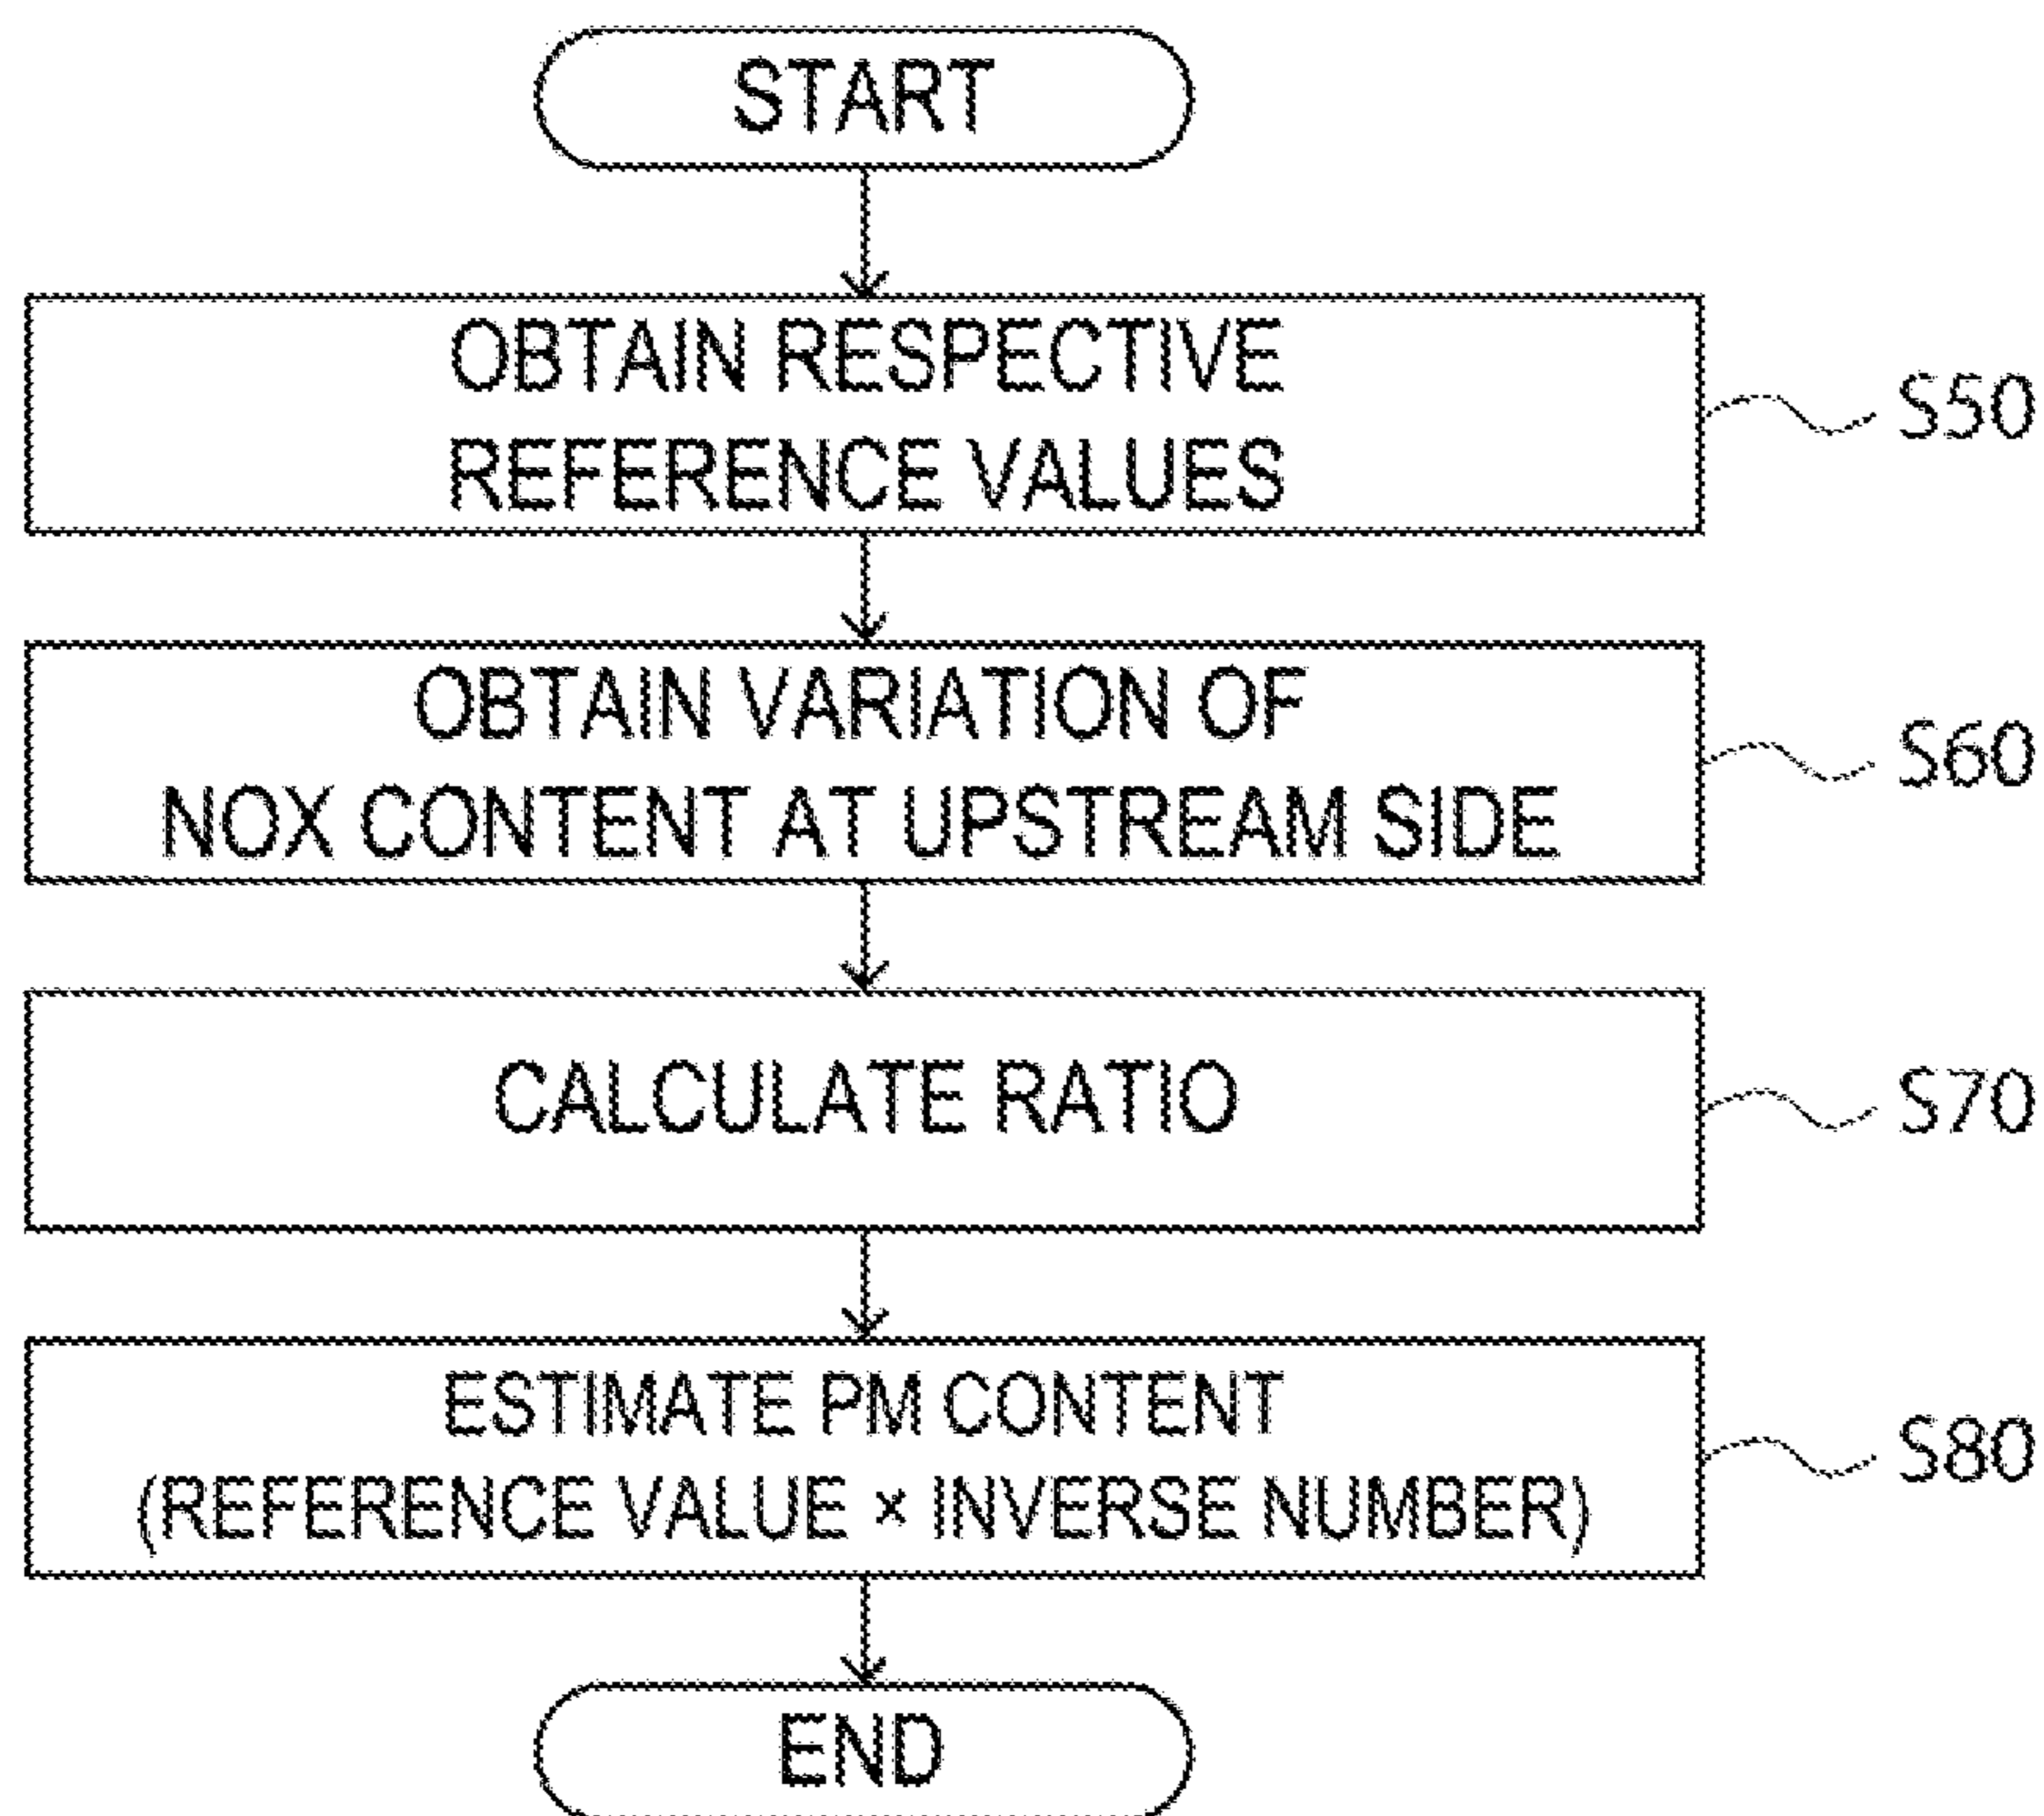 START
OBTAIN RESPECTIVE
REFERENCE VALUES
S50
OBTAIN VARIATION OF
NOX CONTENT AT UPSTREAM SIDE
S60
CALCULATE RATIO
S70
ESTIMATE PM CONTENT
(REFERENCE VALUE × INVERSE NUMBER)
S80
END